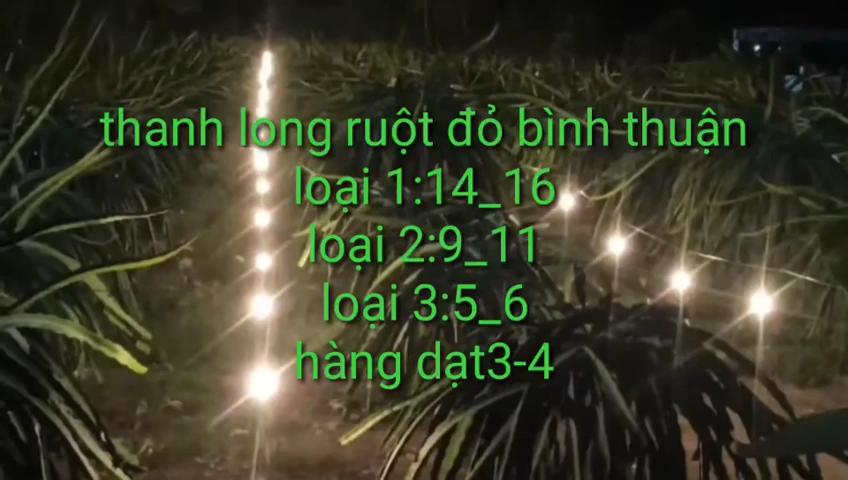 thanh long ruột đỏ bình thuận
loại 1:14_16
loại 2:9_11
loại 3:5_6
hàng dạt3-4